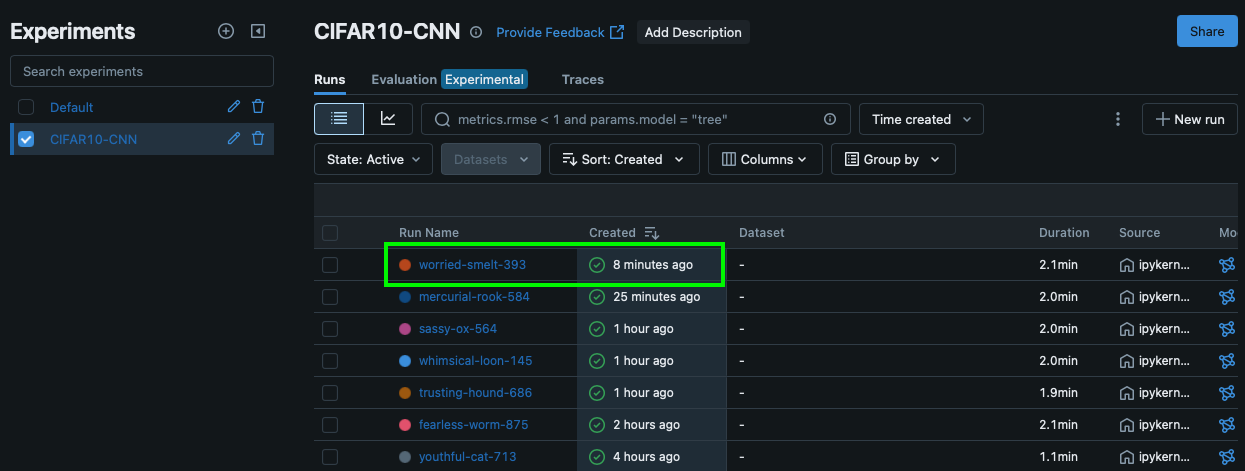 Experiments
Search experiments
Default
CIFAR10-CNN
CIFAR10-CNN Provide Feedback Add Description Share
Runs Evaluation Experimental Traces
metrics.rmse < 1 and params.model = "tree" Time created New run
State: Active Datasets Sort: Created Columns Group by
Run Name Created Dataset Duration Source Mo
worried-smelt-393 8 minutes ago - 2.1min ipykern...
mercurial-rook-584 25 minutes ago - 2.0min ipykern...
sassy-ox-564 1 hour ago - 2.0min ipykern...
whimsical-loon-145 1 hour ago - 2.0min ipykern...
trusting-hound-686 1 hour ago - 1.9min ipykern...
fearless-worm-875 2 hours ago - 2.1min ipykern...
youthful-cat-713 4 hours ago - 1.1min ipykern...